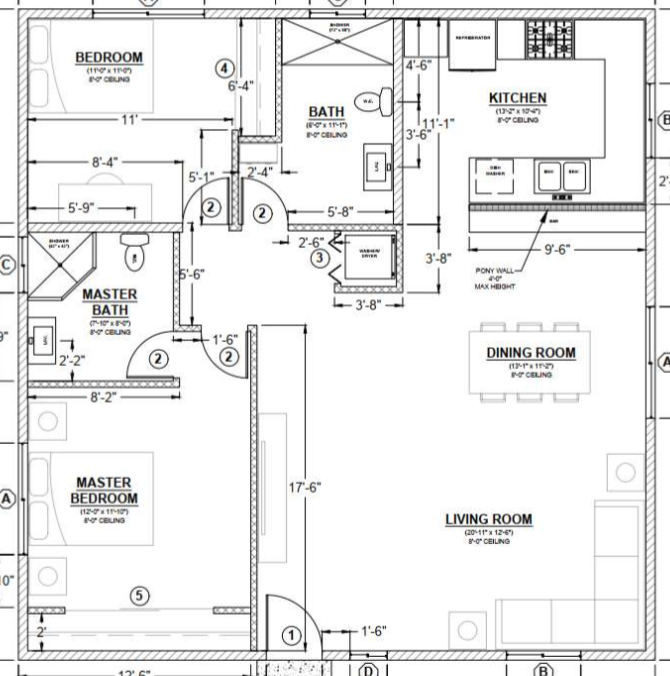 BEDROOM
(11'-0" x 11'-0")
8'-0" CEILING
4
6'-4"
11'
8'-4"
5'-1"
2'-4"
5'-9"
2
2
SHOWER
BATH
(6'-0" x 11'-1")
8'-0" CEILING
W.C.
LAV.
5'-8"
4'-6"
3'-6"
11'-1"
REFRIGERATOR
KITCHEN
(13'-2" x 10'-4")
8'-0" CEILING
DISH
WASHER
BAR
B
2'-
C
SHOWER
W.C.
MASTER
BATH
(7'-10" x 8'-0")
8'-0" CEILING
LAV.
2'-2"
5'-6"
2
1'-6"
2
8'-2"
2'-6"
3
WASHER/
DRYER
3'-8"
3'-8"
9'-6"
PONY WALL
4'-0"
MAX HEIGHT
9"
DINING ROOM
(13'-1" x 11'-2")
8'-0" CEILING
A
A
MASTER
BEDROOM
(12'-0" x 11'-10")
8'-0" CEILING
17'-6"
LIVING ROOM
(20'-11" x 12'-6")
8'-0" CEILING
10"
5
2'
1
1'-6"
12'-6"
D
B